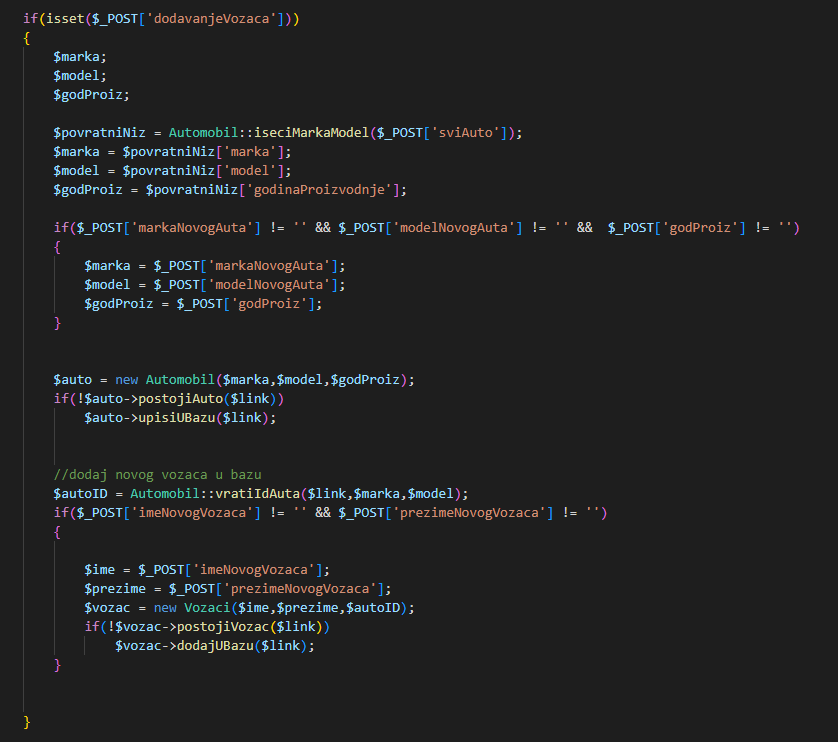 if(isset($_POST['dodavanjeVozaca']))
{
$marka;
$model;
$godProiz;
$povratniNiz = Automobil::iseciMarkaModel($_POST['sviAuto']);
$marka = $povratniNiz['marka'];
$model = $povratniNiz['model'];
$godProiz = $povratniNiz['godinaProizvodnje'];
if($_POST['markaNovogAuta'] != '' && $_POST['modelNovogAuta'] != '' &&  $_POST['godProiz'] != '')
{
$marka = $_POST['markaNovogAuta'];
$model = $_POST['modelNovogAuta'];
$godProiz = $_POST['godProiz'];
}
$auto = new Automobil($marka,$model,$godProiz);
if(!$auto->postojiAuto($link))
$auto->upisiUBazu($link);
//dodaj novog vozaca u bazu
$autoID = Automobil::vratiIdAuta($link,$marka,$model);
if($_POST['imeNovogVozaca'] != '' && $_POST['prezimeNovogVozaca'] != '')
{
$ime = $_POST['imeNovogVozaca'];
$prezime = $_POST['prezimeNovogVozaca'];
$vozac = new Vozaci($ime,$prezime,$autoID);
if(!$vozac->postojiVozac($link))
$vozac->dodajUBazu($link);
}
}